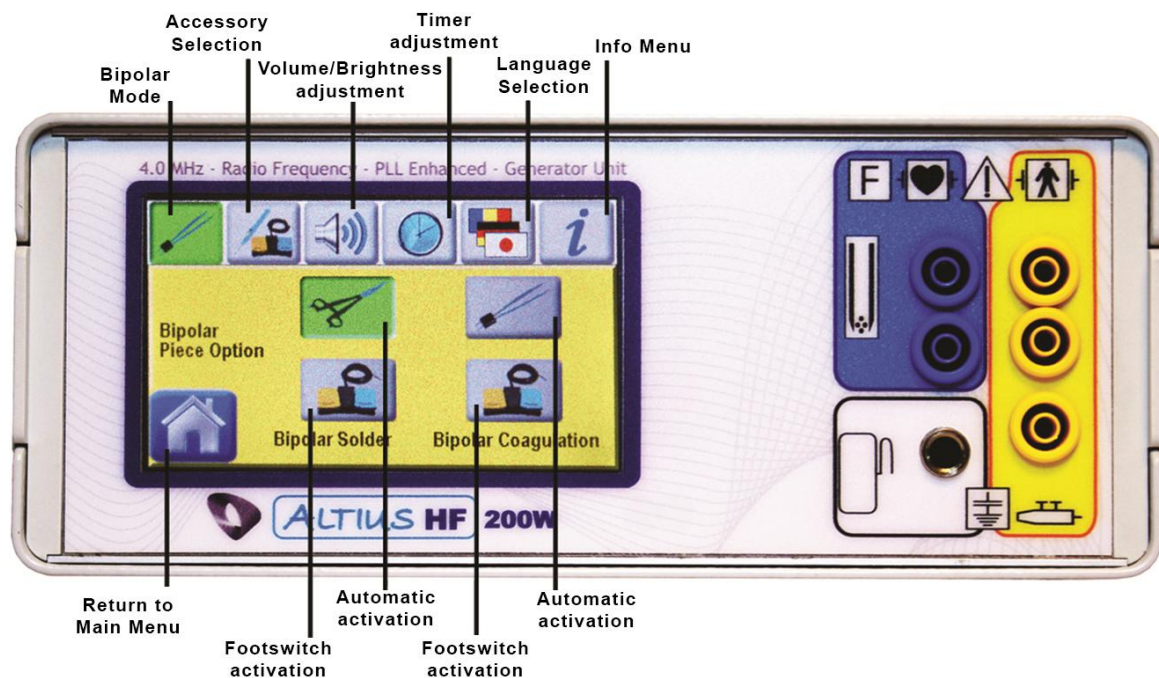 Accessory
Selection
Timer
adjustment
Info Menu
Bipolar
Mode
Volume/Brightness
adjustment
Language
Selection
4.0 MHz - Radio Frequency - PLL Enhanced - Generator Unit
i
F
Bipolar
Piece Option
Bipolar Solder
Bipolar Coagulation
ALTIUS HF 200W
Return to
Main Menu
Automatic
activation
Automatic
activation
Footswitch
activation
Footswitch
activation